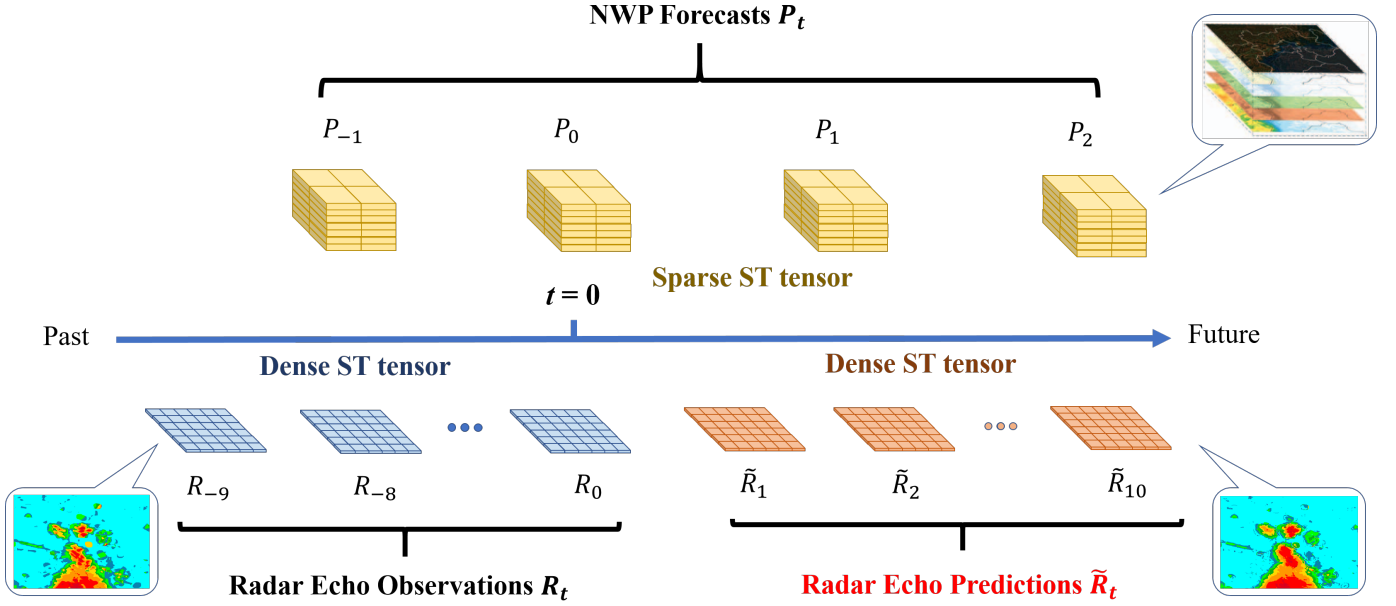 NWP Forecasts P_t
P_{-1} P_0 P_1 P_2
Sparse ST tensor
t = 0
Past Future
Dense ST tensor Dense ST tensor
R_{-9} R_{-8} R_0 R̃_1 R̃_2 R̃_{10}
Radar Echo Observations R_t Radar Echo Predictions R̃_t